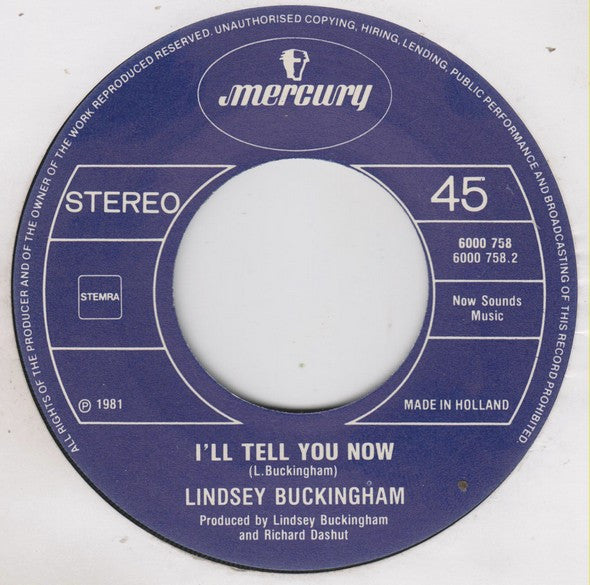 ALL RIGHTS OF THE PRODUCER AND OF THE OWNER OF THE WORK REPRODUCED RESERVED. UNAUTHORISED COPYING, HIRING, LENDING, PUBLIC PERFORMANCE AND BROADCASTING OF THIS RECORD PROHIBITED.
mercury
STEREO
45
6000 758
6000 758.2
STEMRA
Now Sounds
Music
℗ 1981
MADE IN HOLLAND
I'LL TELL YOU NOW
(L.Buckingham)
LINDSEY BUCKINGHAM
Produced by Lindsey Buckingham
and Richard Dashut